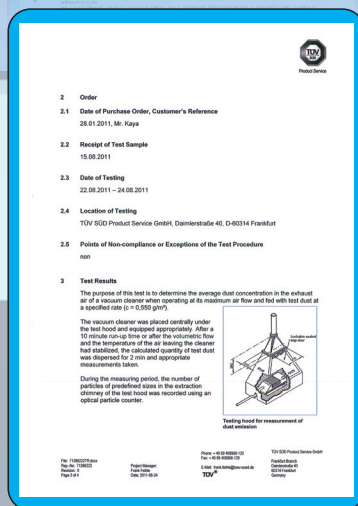 TÜV
SÜD
Product Service
2 Order
2.1 Date of Purchase Order, Customer's Reference
28.01.2011, Mr. Kaya
2.2 Receipt of Test Sample
15.08.2011
2.3 Date of Testing
22.08.2011 – 24.08.2011
2.4 Location of Testing
TÜV SÜD Product Service GmbH, Daimlerstraße 40, D-60314 Frankfurt
2.5 Points of Non-compliance or Exceptions of the Test Procedure
non
3 Test Results
The purpose of this test is to determine the average dust concentration in the exhaust
air of a vacuum cleaner when operating at its maximum air flow and fed with test dust at
a specified rate (c = 0,550 g/m³).
The vacuum cleaner was placed centrally under
the test hood and equipped appropriately. After a
10 minute run-up time or after the volumetric flow
and the temperature of the air leaving the cleaner
had stabilized, the calculated quantity of test dust
was dispersed for 2 min and appropriate
measurements taken.
During the measuring period, the number of
particles of predefined sizes in the extraction
chimney of the test hood was recorded using an
optical particle counter.
Lockable sealed
trap door
Testing hood for measurement of
dust emission
Revision: 0
Page 3 of 4
Project Manager:
Frank Fehlie
Date: 2011-08-24
TÜV®
TÜV SÜD Product Service GmbH
Frankfurt Branch
Daimlerstraße 40
60314 Frankfurt
Germany